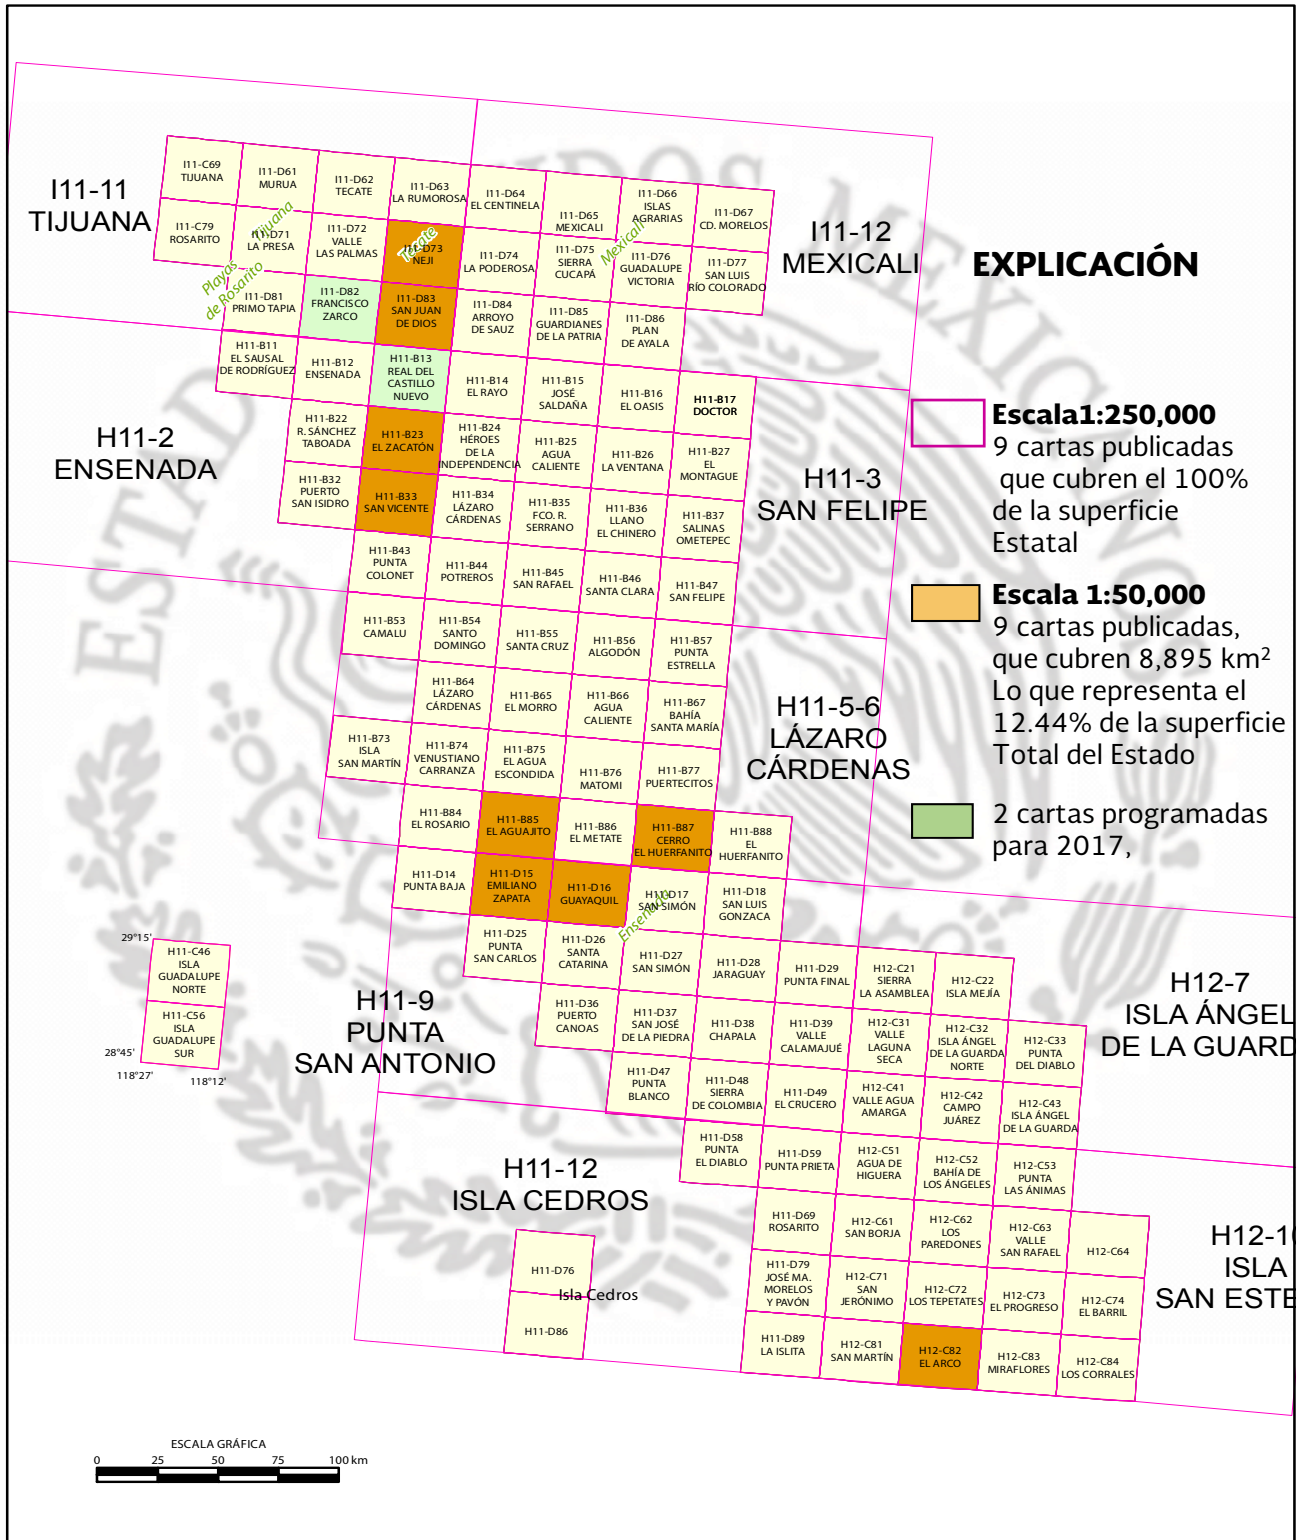 I11-11
TIJUANA
I11-12
MEXICALI
H11-2
ENSENADA
H11-3
SAN FELIPE
H11-5-6
LÁZARO
CÁRDENAS
H11-9
PUNTA
SAN ANTONIO
H12-7
ISLA ÁNGEL
DE LA GUARD
H11-12
ISLA CEDROS
H12-1
ISLA
SAN ESTE
EXPLICACIÓN
Escala1:250,000
9 cartas publicadas
que cubren el 100%
de la superficie
Estatal
Escala 1:50,000
9 cartas publicadas,
que cubren 8,895 km²
Lo que representa el
12.44% de la superficie
Total del Estado
2 cartas programadas
para 2017,
I11-C69
TIJUANA
I11-D61
MURUA
I11-D62
TECATE
I11-D63
LA RUMOROSA
I11-D64
EL CENTINELA
I11-D65
MEXICALI
I11-D66
ISLAS
AGRARIAS
I11-D67
CD. MORELOS
I11-C79
ROSARITO
I11-D71
LA PRESA
I11-D72
VALLE
LAS PALMAS
I11-D73
NEJI
I11-D74
LA PODEROSA
I11-D75
SIERRA
CUCAPÁ
I11-D76
GUADALUPE
VICTORIA
I11-D77
SAN LUIS
RÍO COLORADO
Tijuana
Tecate
Mexicali
Playas
de Rosarito
I11-D81
PRIMO TAPIA
I11-D82
FRANCISCO
ZARCO
I11-D83
SAN JUAN
DE DIOS
I11-D84
ARROYO
DE SAUZ
I11-D85
GUARDIANES
DE LA PATRIA
I11-D86
PLAN
DE AYALA
H11-B11
EL SAUSAL
DE RODRÍGUEZ
H11-B12
ENSENADA
H11-B13
REAL DEL
CASTILLO
NUEVO
H11-B14
EL RAYO
H11-B15
JOSÉ
SALDAÑA
H11-B16
EL OASIS
H11-B17
DOCTOR
H11-B22
R. SÁNCHEZ
TABOADA
H11-B23
EL ZACATÓN
H11-B24
HÉROES
DE LA
INDEPENDENCIA
H11-B25
AGUA
CALIENTE
H11-B26
LA VENTANA
H11-B27
EL
MONTAGUE
H11-B32
PUERTO
SAN ISIDRO
H11-B33
SAN VICENTE
H11-B34
LÁZARO
CÁRDENAS
H11-B35
FCO. R.
SERRANO
H11-B36
LLANO
EL CHINERO
H11-B37
SALINAS
OMETEPEC
H11-B43
PUNTA
COLONET
H11-B44
POTREROS
H11-B45
SAN RAFAEL
H11-B46
SANTA CLARA
H11-B47
SAN FELIPE
H11-B53
CAMALU
H11-B54
SANTO
DOMINGO
H11-B55
SANTA CRUZ
H11-B56
ALGODÓN
H11-B57
PUNTA
ESTRELLA
H11-B64
LÁZARO
CÁRDENAS
H11-B65
EL MORRO
H11-B66
AGUA
CALIENTE
H11-B67
BAHÍA
SANTA MARÍA
H11-B73
ISLA
SAN MARTÍN
H11-B74
VENUSTIANO
CARRANZA
H11-B75
EL AGUA
ESCONDIDA
H11-B76
MATOMI
H11-B77
PUERTECITOS
H11-B84
EL ROSARIO
H11-B85
EL AGUAJITO
H11-B86
EL METATE
H11-B87
CERRO
EL HUERFANITO
H11-B88
EL
HUERFANITO
H11-D14
PUNTA BAJA
H11-D15
EMILIANO
ZAPATA
H11-D16
GUAYAQUIL
H11-D17
SAN SIMÓN
H11-D18
SAN LUIS
GONZACA
Ensenada
H11-D25
PUNTA
SAN CARLOS
H11-D26
SANTA
CATARINA
H11-D27
SAN SIMÓN
H11-D28
JARAGUAY
H11-D29
PUNTA FINAL
H12-C21
SIERRA
LA ASAMBLEA
H12-C22
ISLA MEJÍA
H11-D36
PUERTO
CANOAS
H11-D37
SAN JOSÉ
DE LA PIEDRA
H11-D38
CHAPALA
H11-D39
VALLE
CALAMAJUÉ
H12-C31
VALLE
LAGUNA
SECA
H12-C32
ISLA ÁNGEL
DE LA GUARDA
NORTE
H12-C33
PUNTA
DEL DIABLO
H11-D47
PUNTA
BLANCO
H11-D48
SIERRA
DE COLOMBIA
H11-D49
EL CRUCERO
H12-C41
VALLE AGUA
AMARGA
H12-C42
CAMPO
JUÁREZ
H12-C43
ISLA ÁNGEL
DE LA GUARDA
H11-D58
PUNTA
EL DIABLO
H11-D59
PUNTA PRIETA
H12-C51
AGUA DE
HIGUERA
H12-C52
BAHÍA DE
LOS ÁNGELES
H12-C53
PUNTA
LAS ÁNIMAS
H11-D69
ROSARITO
H12-C61
SAN BORJA
H12-C62
LOS
PAREDONES
H12-C63
VALLE
SAN RAFAEL
H12-C64
H11-D79
JOSÉ MA.
MORELOS
Y PAVÓN
H12-C71
SAN
JERÓNIMO
H12-C72
LOS TEPETATES
H12-C73
EL PROGRESO
H12-C74
EL BARRIL
H11-D89
LA ISLITA
H12-C81
SAN MARTÍN
H12-C82
EL ARCO
H12-C83
MIRAFLORES
H12-C84
LOS CORRALES
29°15'
H11-C46
ISLA
GUADALUPE
NORTE
H11-C56
ISLA
GUADALUPE
SUR
28°45'
118°27'
118°12'
H11-D76
Isla Cedros
H11-D86
ESCALA GRÁFICA
0 25 50 75 100 km
ESTADOS UNIDOS MEXICANOS